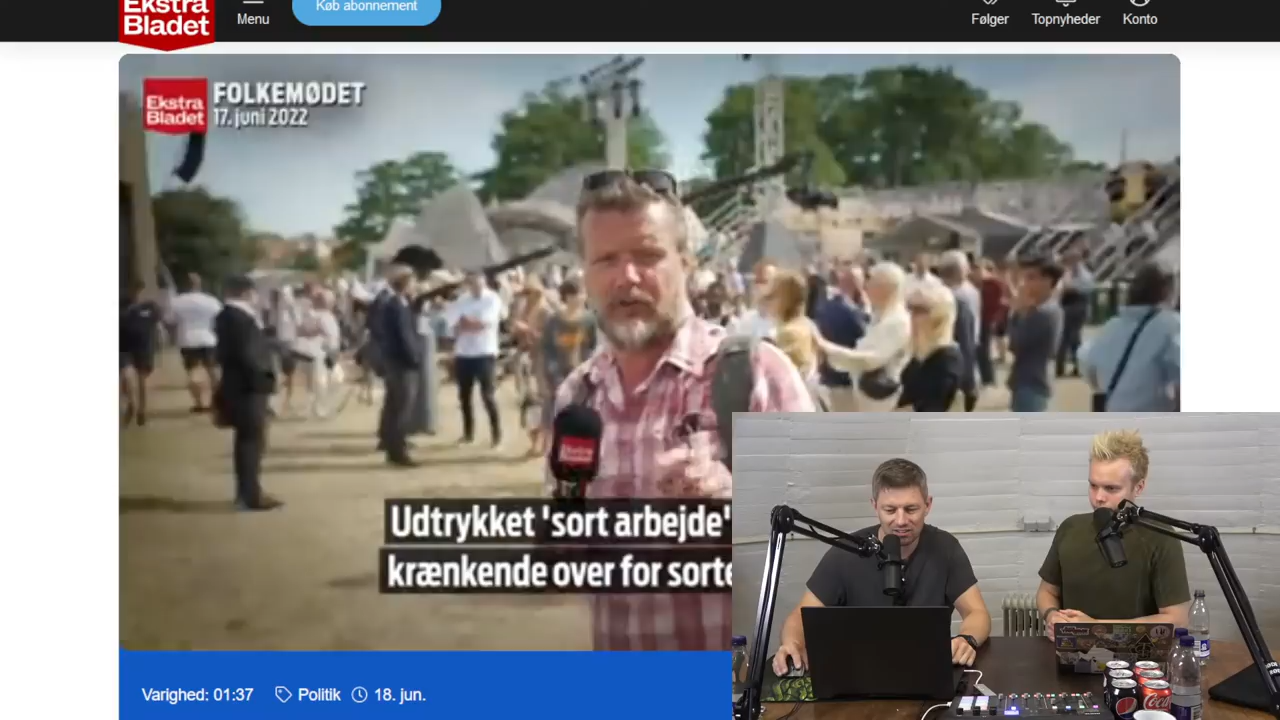 Ekstra
Bladet
Menu
Køb abonnement
Følger
Topnyheder
Konto
Ekstra
Bladet
FOLKEMØDET
17. juni 2022
Udtrykket 'sort arbejde'
krænkende over for sorte
Varighed: 01:37
Politik
18. jun.